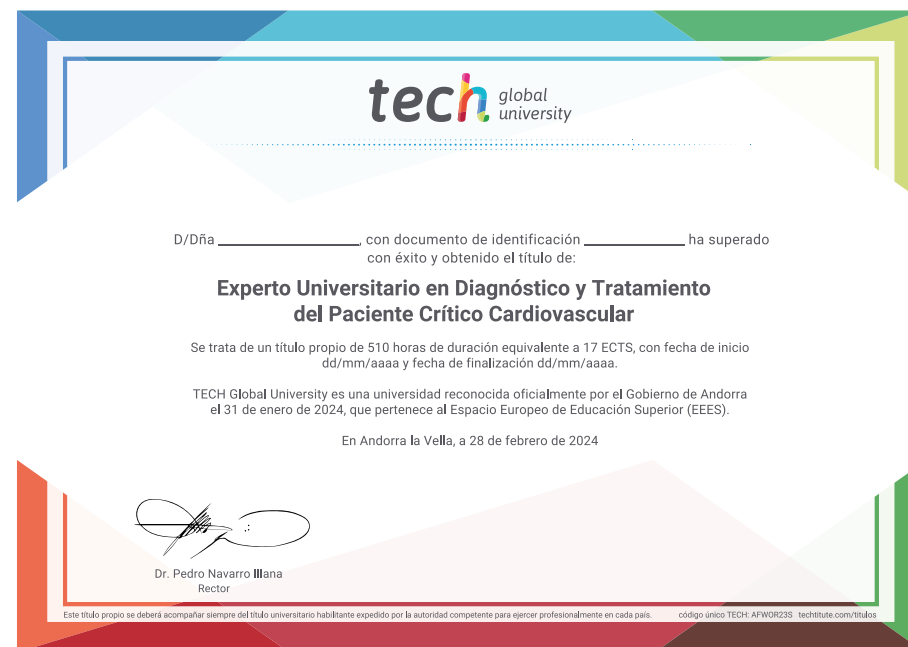 tech global university
D/Dña ____________________, con documento de identificación ______________ ha superado
con éxito y obtenido el título de:
Experto Universitario en Diagnóstico y Tratamiento
del Paciente Crítico Cardiovascular
Se trata de un título propio de 510 horas de duración equivalente a 17 ECTS, con fecha de inicio
dd/mm/aaaa y fecha de finalización dd/mm/aaaa.
TECH Global University es una universidad reconocida oficialmente por el Gobierno de Andorra
el 31 de enero de 2024, que pertenece al Espacio Europeo de Educación Superior (EEES).
En Andorra la Vella, a 28 de febrero de 2024
Dr. Pedro Navarro Illana
Rector
Este título propio se deberá acompañar siempre del título universitario habilitante expedido por la autoridad competente para ejercer profesionalmente en cada país. código único TECH: AFWOR23S techtitute.com/titulos